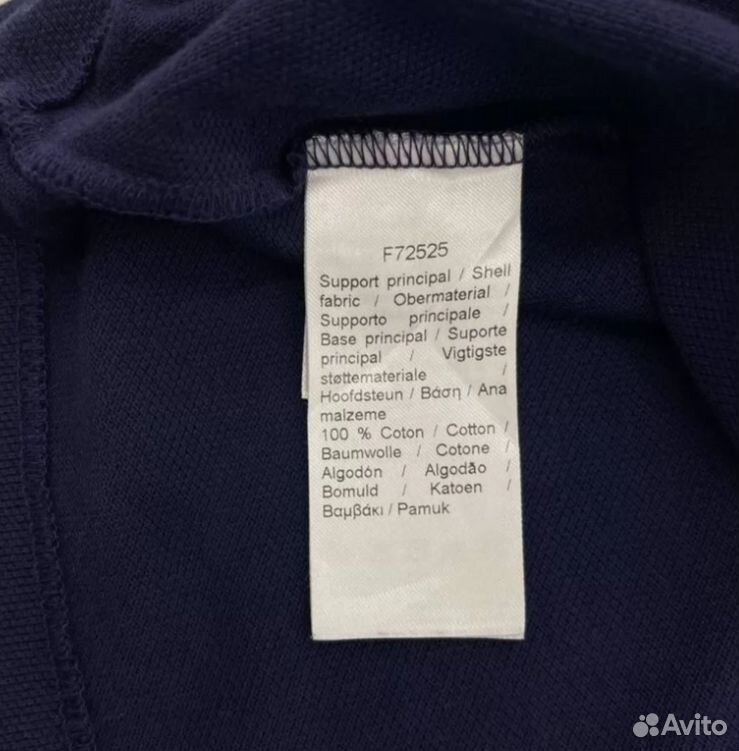 F72525
Support principal / Shell
fabric / Obermaterial /
Supporto principale /
Base principal / Suporte
principal / Vigtigste
støttemateriale /
Hoofdsteun / Βάση / Ana
malzeme
100 % Coton / Cotton /
Baumwolle / Cotone /
Algodón / Algodão /
Bomuld / Katoen /
Βαμβάκι / Pamuk
Avito